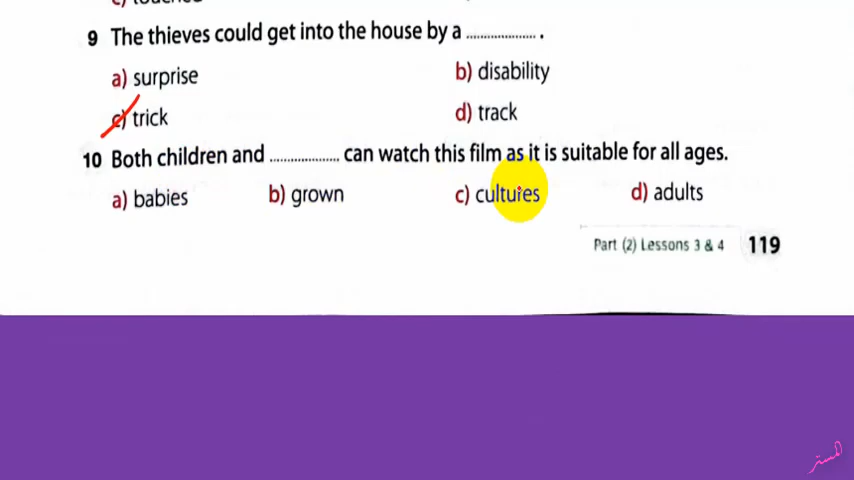 9 The thieves could get into the house by a .................... .
a) surprise b) disability
c) trick d) track
10 Both children and .................... can watch this film as it is suitable for all ages.
a) babies b) grown c) cultures d) adults
Part (2) Lessons 3 & 4 119